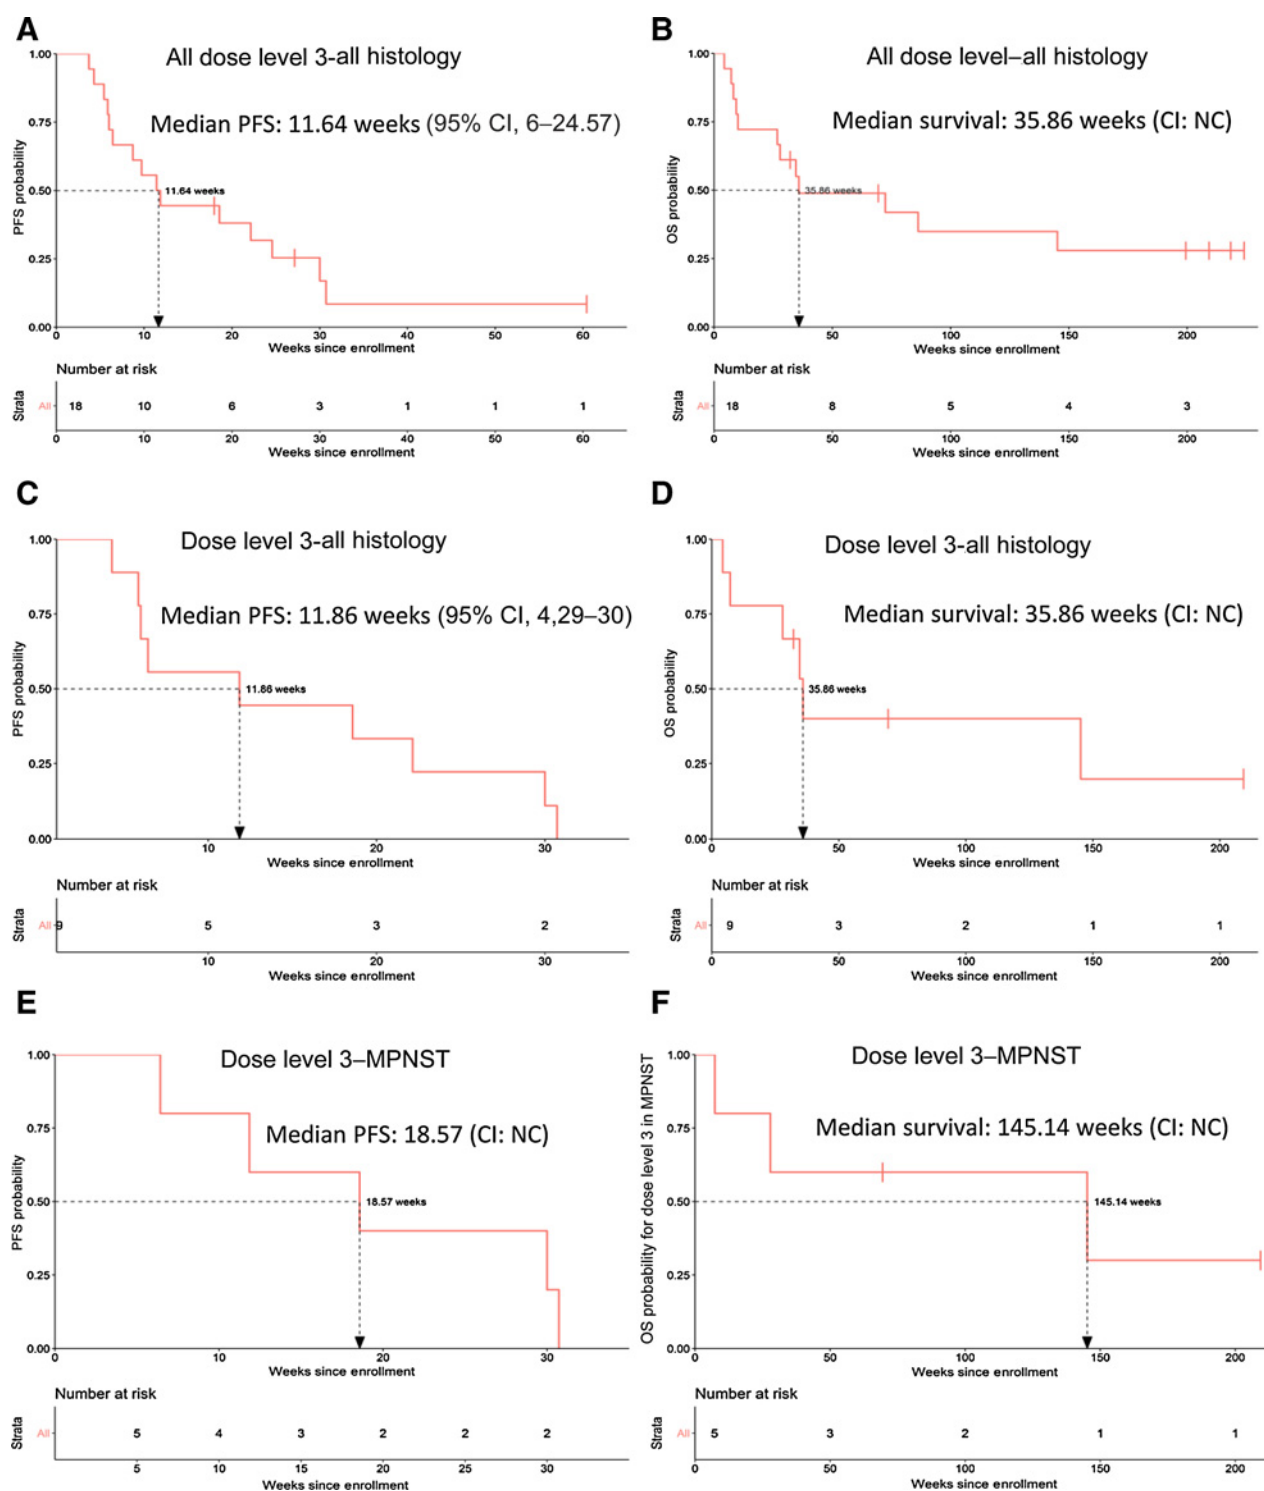 A
All dose level 3-all histology
Median PFS: 11.64 weeks (95% CI, 6–24.57)
PFS probability
1.00
0.75
0.50
0.25
0.00
11.64 weeks
0 10 20 30 40 50 60
Weeks since enrollment
Number at risk
Strata
All 18 10 6 3 1 1 1
0 10 20 30 40 50 60
Weeks since enrollment
B
All dose level–all histology
Median survival: 35.86 weeks (CI: NC)
OS probability
1.00
0.75
0.50
0.25
0.00
35.86 weeks
0 50 100 150 200
Weeks since enrollment
Number at risk
Strata
All 18 8 5 4 3
0 50 100 150 200
Weeks since enrollment
C
Dose level 3-all histology
Median PFS: 11.86 weeks (95% CI, 4,29–30)
PFS probability
1.00
0.75
0.50
0.25
0.00
11.86 weeks
10 20 30
Weeks since enrollment
Number at risk
Strata
All 9 5 3 2
10 20 30
Weeks since enrollment
D
Dose level 3-all histology
Median survival: 35.86 weeks (CI: NC)
OS probability
1.00
0.75
0.50
0.25
0.00
35.86 weeks
0 50 100 150 200
Weeks since enrollment
Number at risk
Strata
All 9 3 2 1 1
0 50 100 150 200
Weeks since enrollment
E
Dose level 3–MPNST
Median PFS: 18.57 (CI: NC)
PFS probability
1.00
0.75
0.50
0.25
0.00
18.57 weeks
0 10 20 30
Weeks since enrollment
Number at risk
Strata
All 5 4 3 2 2 2
5 10 15 20 25 30
Weeks since enrollment
F
Dose level 3–MPNST
Median survival: 145.14 weeks (CI: NC)
OS probability for dose level 3 in MPNST
1.00
0.75
0.50
0.25
0.00
145.14 weeks
0 50 100 150 200
Weeks since enrollment
Number at risk
Strata
All 5 3 2 1 1
0 50 100 150 200
Weeks since enrollment